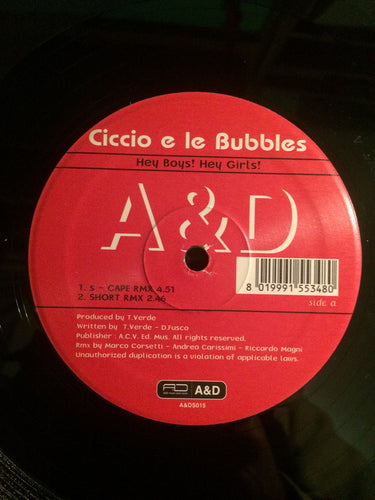 Ciccio e le Bubbles
Hey Boys! Hey Girls!
A&D
1. s - CAPE RMX 4.51
2. SHORT RMX 2.46
8 019991 553480
side a
Produced by T.Verde
Written by T.Verde - D.Fusco
Publisher : A.C.V. Ed. Mus. All rights reserved.
Rmx by Marco Corsetti - Andrea Carissimi - Riccardo Magni
Unauthorized duplication is a violation of applicable laws.
A&D
A&D5015